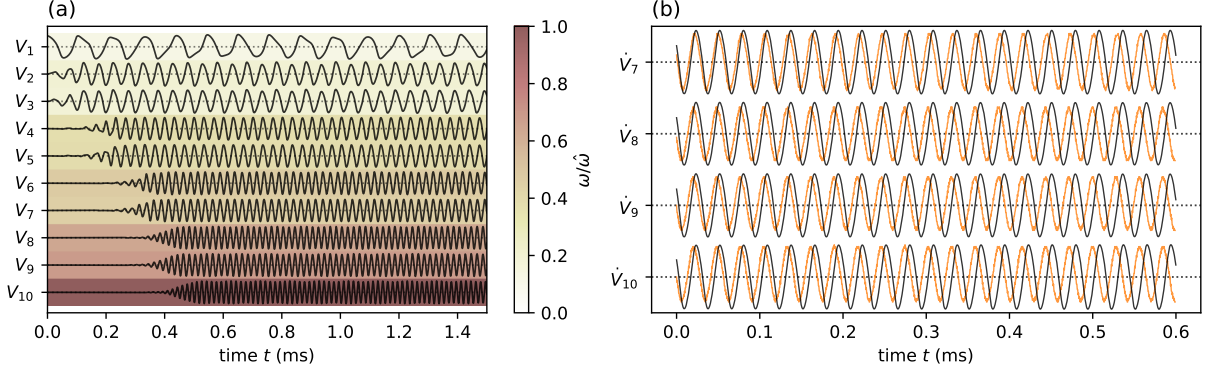 (a)
V1
V2
V3
V4
V5
V6
V7
V8
V9
V10
0.0 0.2 0.4 0.6 0.8 1.0 1.2 1.4
time t (ms)
1.0
0.8
0.6
0.4
0.2
0.0
ω/ω̂
(b)
V̇7
V̇8
V̇9
V̇10
0.0 0.1 0.2 0.3 0.4 0.5 0.6
time t (ms)